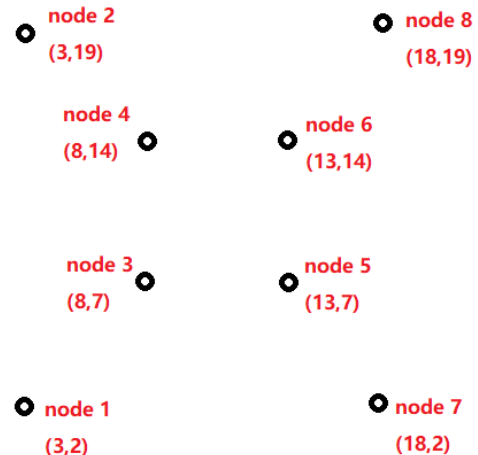 node 2
(3,19)
node 8
(18,19)
node 4
(8,14)
node 6
(13,14)
node 3
(8,7)
node 5
(13,7)
node 1
(3,2)
node 7
(18,2)